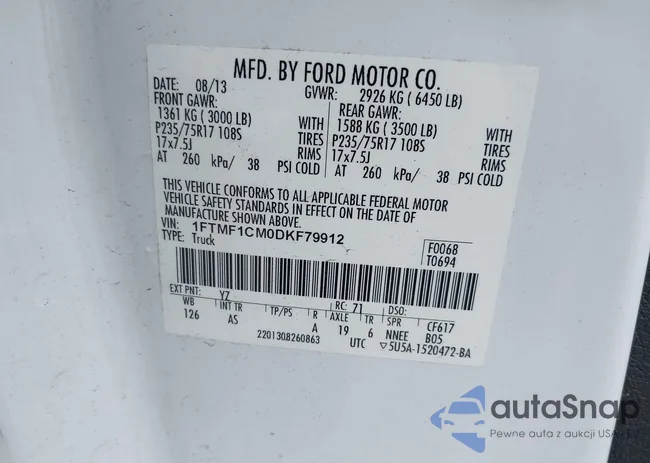 MFD. BY FORD MOTOR CO.
DATE: 08/13 GVWR: 2926 KG ( 6450 LB)
FRONT GAWR: REAR GAWR:
1361 KG ( 3000 LB) WITH 1588 KG ( 3500 LB) WITH
P235/75R17 108S TIRES P235/75R17 108S TIRES
17x7.5J RIMS 17x7.5J RIMS
AT 260 kPa/ 38 PSI COLD AT 260 kPa/ 38 PSI COLD
THIS VEHICLE CONFORMS TO ALL APPLICABLE FEDERAL MOTOR
VEHICLE SAFETY STANDARDS IN EFFECT ON THE DATE OF
MANUFACTURE SHOWN ABOVE.
VIN: 1FTMF1CM0DKF79912 F0068
TYPE: Truck T0694
EXT PNT: YZ RC: 71 DSO:
WB INT TR TP/PS R AXLE TR SPR CF617
126 AS A 19 6 NNEE B05
2201308260863 UTC ▽5U5A-1520472-BA
autaSnap
Pewne auta z aukcji USA